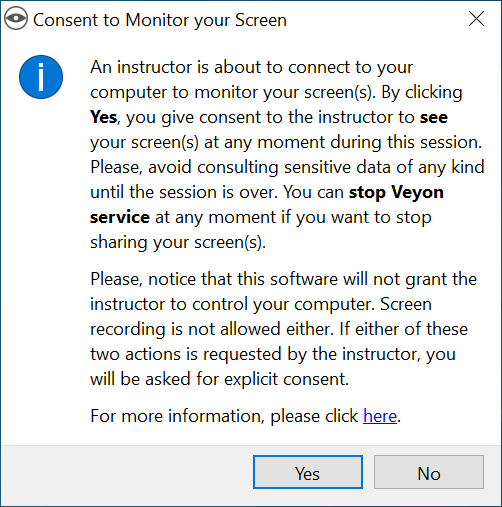 Consent to Monitor your Screen
An instructor is about to connect to your
computer to monitor your screen(s). By clicking
Yes, you give consent to the instructor to see
your screen(s) at any moment during this session.
Please, avoid consulting sensitive data of any kind
until the session is over. You can stop Veyon
service at any moment if you want to stop
sharing your screen(s).
Please, notice that this software will not grant the
instructor to control your computer. Screen
recording is not allowed either. If either of these
two actions is requested by the instructor, you
will be asked for explicit consent.
For more information, please click here.
Yes
No